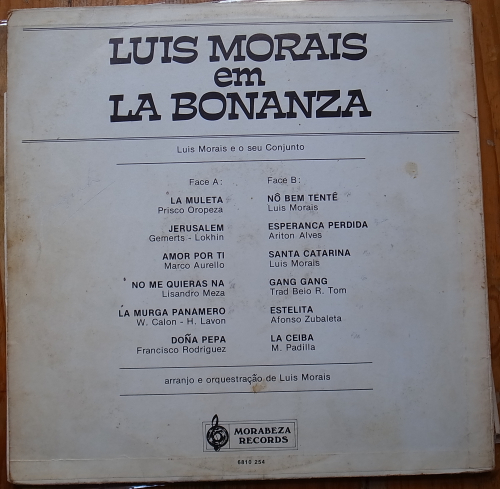 LUIS MORAIS
em
LA BONANZA
Luis Morais e o seu Conjunto
Face A:
LA MULETA
Prisco Oropeza
JERUSALEM
Gemerts - Lokhin
AMOR POR TI
Marco Aurello
NO ME QUIERAS NA
Lisandro Meza
LA MURGA PANAMERO
W. Calon - H. Lavon
DOÑA PEPA
Francisco Rodriguez
Face B:
NÔ BEM TENTÊ
Luis Morais
ESPERANCA PERDIDA
Ariton Alves
SANTA CATARINA
Luis Morais
GANG GANG
Trad Beio R. Tom
ESTELITA
Afonso Zubaleta
LA CEIBA
M. Padilla
arranjo e orquestração de Luis Morais
MORABEZA
RECORDS
6810 254